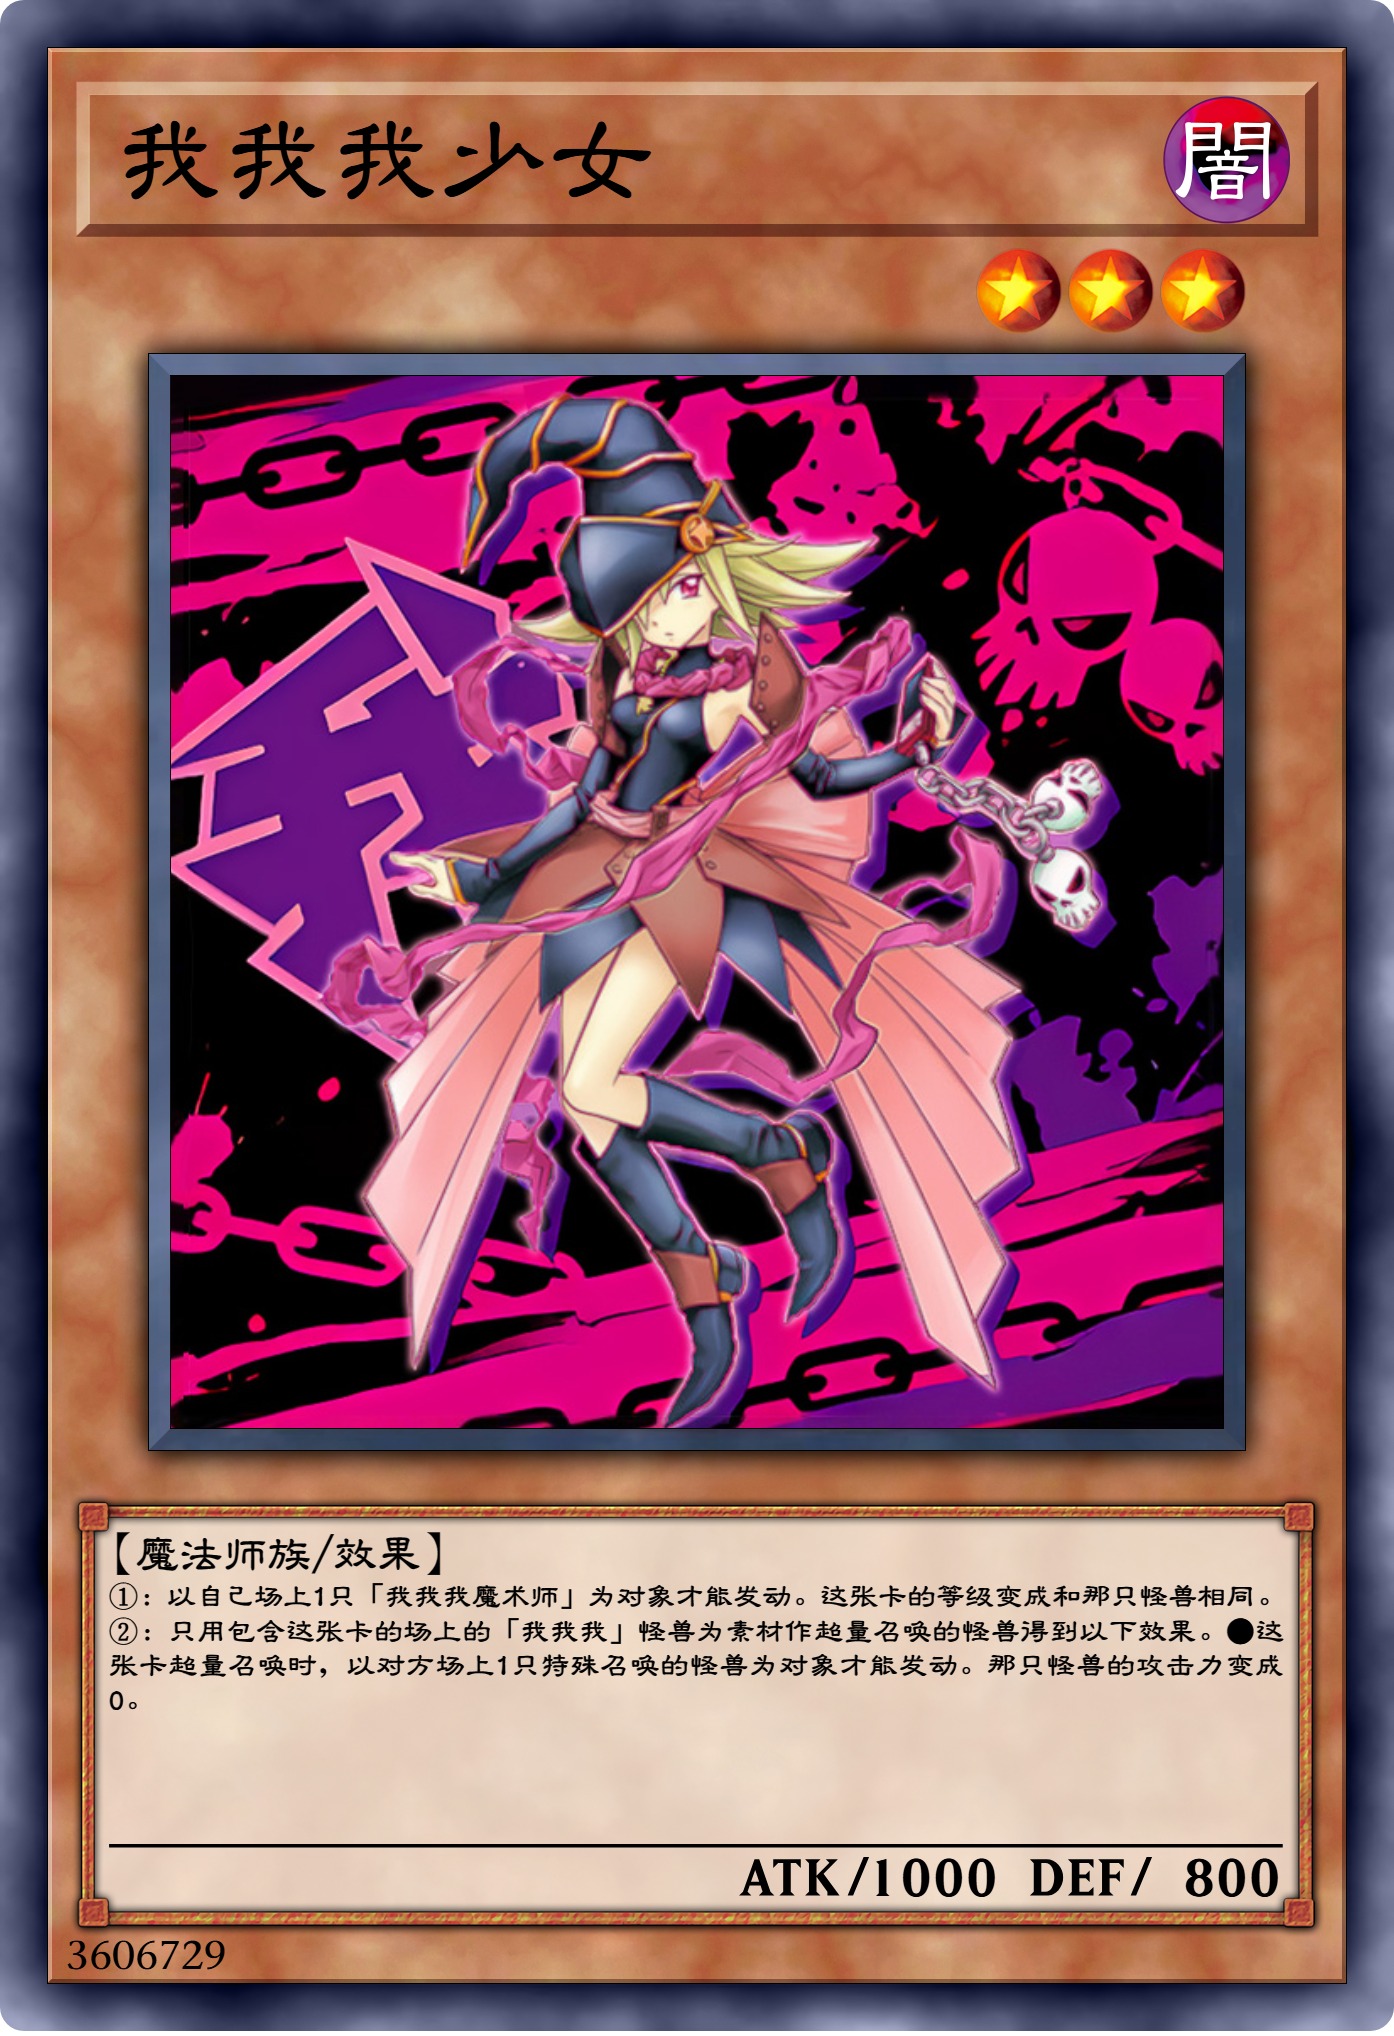 我我我少女
闇
【魔法师族/效果】
①：以自己场上1只「我我我魔术师」为对象才能发动。这张卡的等级变成和那只怪兽相同。
②：只用包含这张卡的场上的「我我我」怪兽为素材作超量召唤的怪兽得到以下效果。●这
张卡超量召唤时，以对方场上1只特殊召唤的怪兽为对象才能发动。那只怪兽的攻击力变成
0。
ATK/1000 DEF/ 800
3606729